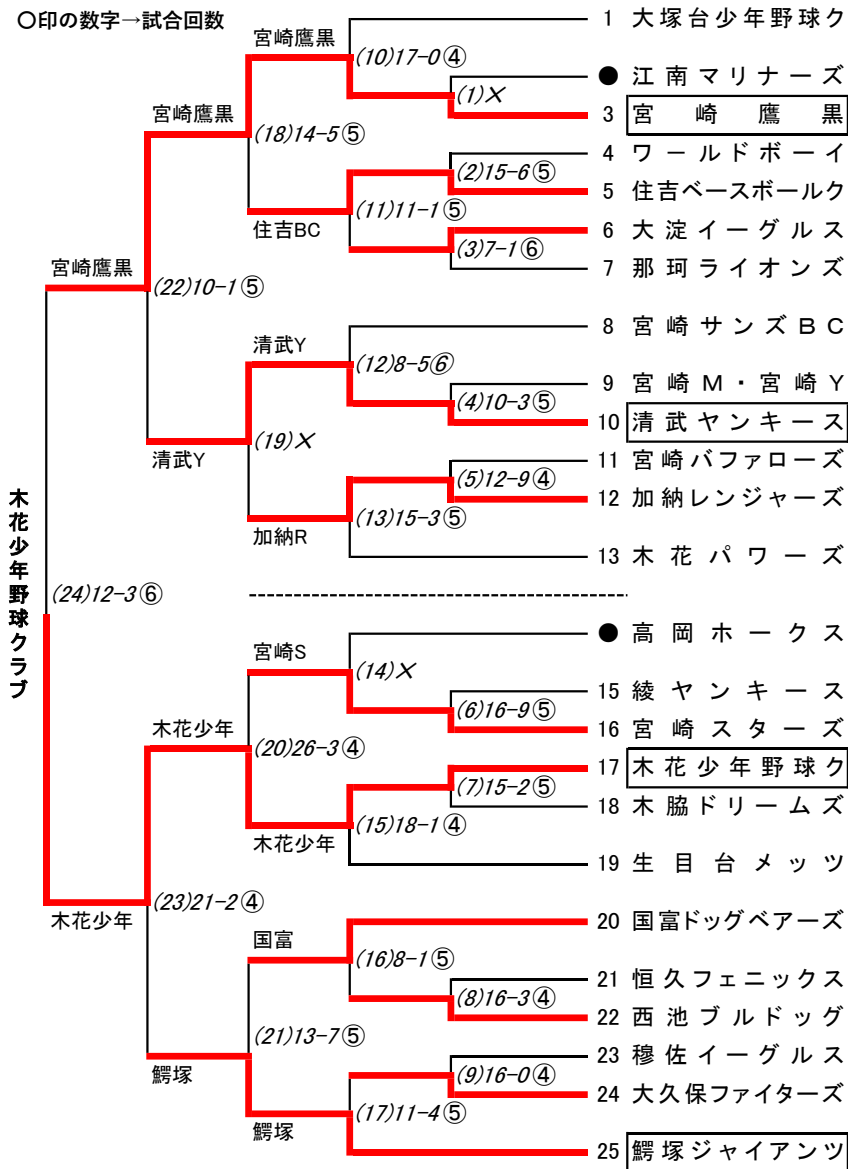 〇印の数字→試合回数
1 大塚台少年野球ク
宮崎鷹黒
(10)17-0④
● 江南マリナーズ
(1)×
3 宮崎鷹黒
宮崎鷹黒
(18)14-5⑤
4 ワールドボーイ
(2)15-6⑤
5 住吉ベースボールク
(11)11-1⑤
住吉BC
6 大淀イーグルス
(3)7-1⑥
7 那珂ライオンズ
宮崎鷹黒
(22)10-1⑤
8 宮崎サンズBC
清武Y
(12)8-5⑥
9 宮崎M・宮崎Y
(4)10-3⑤
10 清武ヤンキース
(19)×
清武Y
11 宮崎バファローズ
(5)12-9④
12 加納レンジャーズ
(13)15-3⑤
加納R
13 木花パワーズ
木花少年野球クラブ
(24)12-3⑥
● 高岡ホークス
宮崎S
(14)×
15 綾ヤンキース
(6)16-9⑤
16 宮崎スターズ
木花少年
(20)26-3④
17 木花少年野球ク
(7)15-2⑤
18 木脇ドリームズ
(15)18-1④
木花少年
19 生目台メッツ
(23)21-2④
木花少年
20 国富ドッグベアーズ
国富
(16)8-1⑤
21 恒久フェニックス
(8)16-3④
22 西池ブルドッグ
(21)13-7⑤
23 穆佐イーグルス
鰐塚
(9)16-0④
24 大久保ファイターズ
(17)11-4⑤
鰐塚
25 鰐塚ジャイアンツ